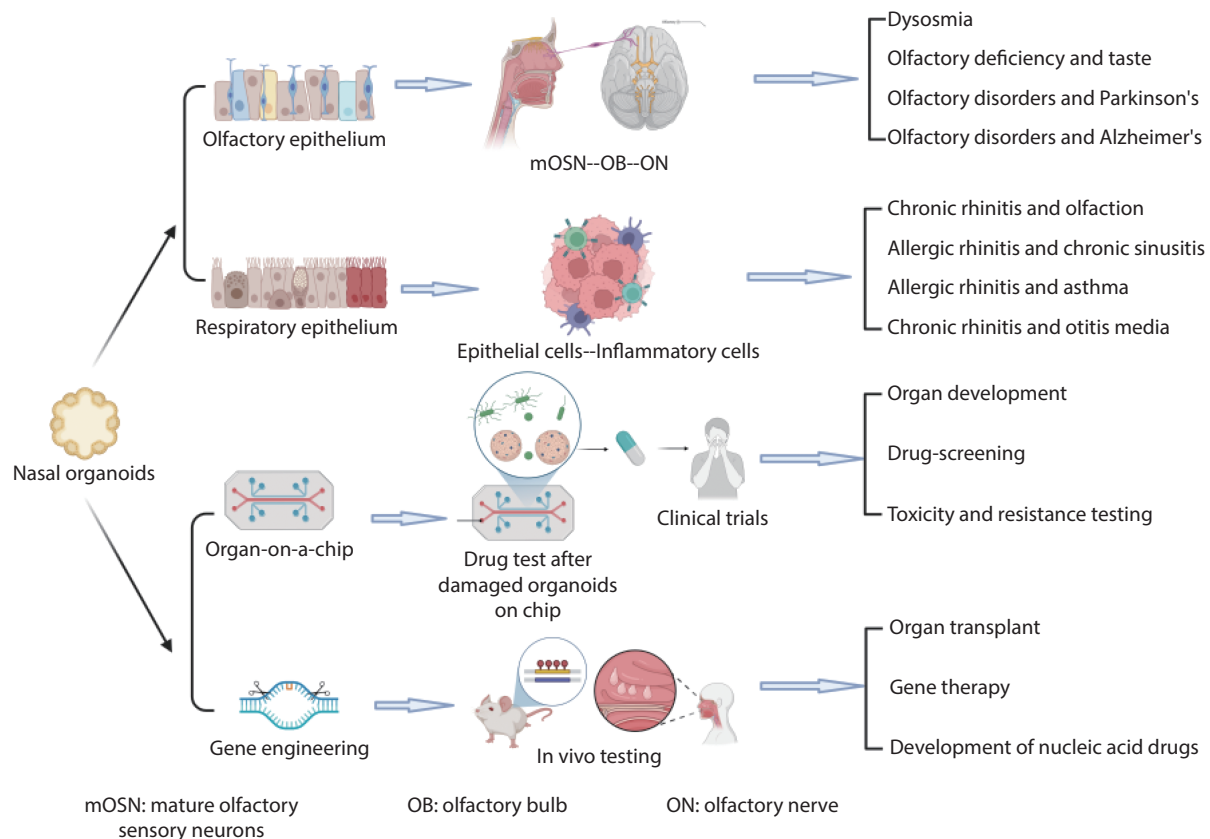 Olfactory epithelium
mOSN--OB--ON
Dysosmia
Olfactory deficiency and taste
Olfactory disorders and Parkinson's
Olfactory disorders and Alzheimer's
Respiratory epithelium
Epithelial cells--Inflammatory cells
Chronic rhinitis and olfaction
Allergic rhinitis and chronic sinusitis
Allergic rhinitis and asthma
Chronic rhinitis and otitis media
Nasal organoids
Organ-on-a-chip
Drug test after
damaged organoids
on chip
Clinical trials
Organ development
Drug-screening
Toxicity and resistance testing
Gene engineering
In vivo testing
Organ transplant
Gene therapy
Development of nucleic acid drugs
mOSN: mature olfactory
sensory neurons
OB: olfactory bulb
ON: olfactory nerve